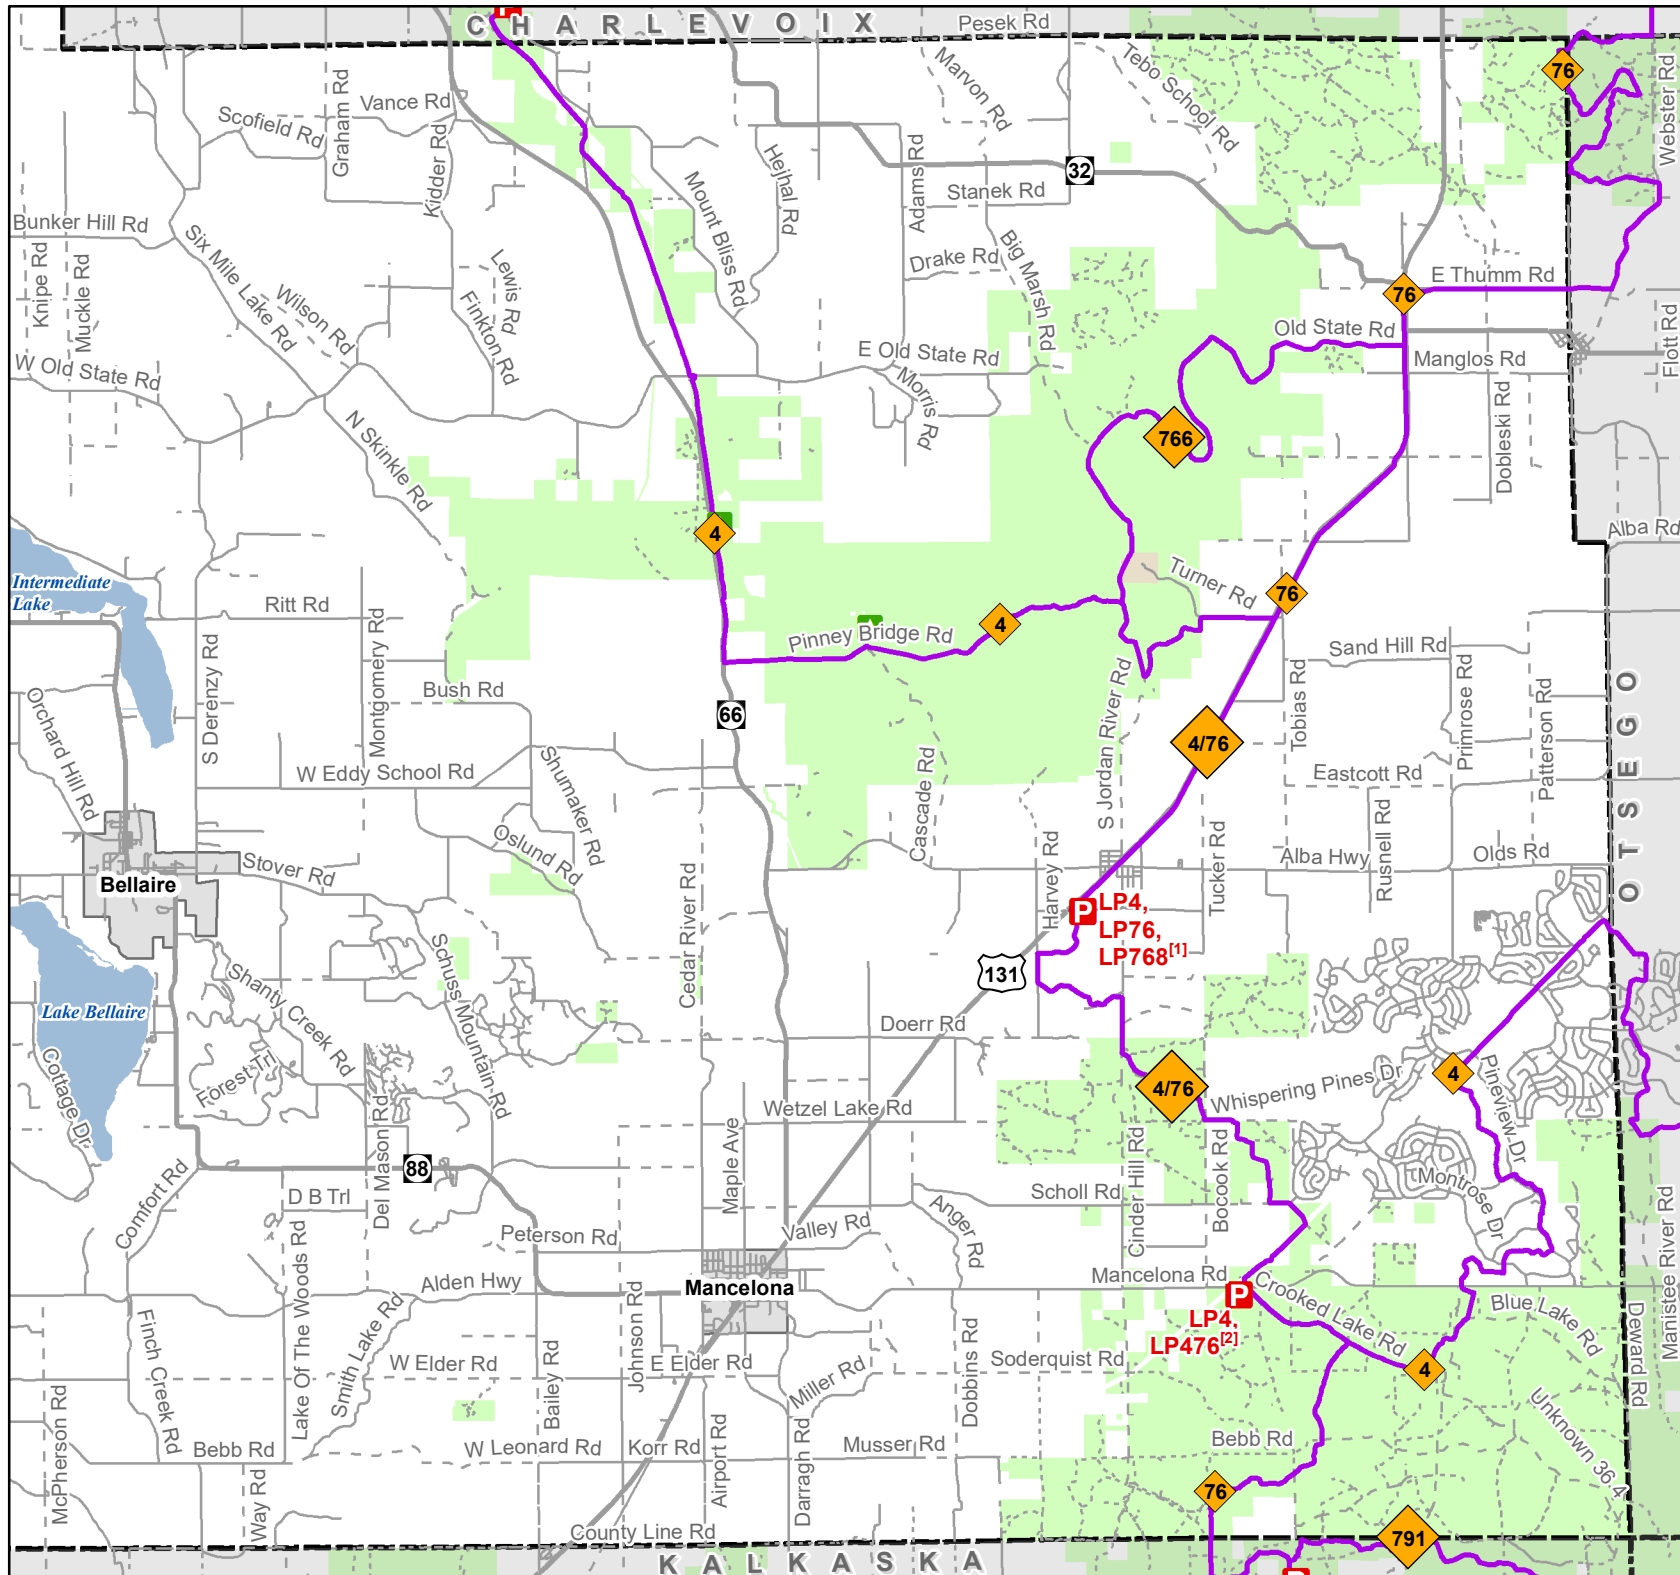 CHARLEVOIX
Pesek Rd
Marvon Rd
Tebo School Rd
76
Webster Rd
Vance Rd
Scofield Rd
Graham Rd
Kidder Rd
Hejhal Rd
Adams Rd
32
Stanek Rd
Mount Bliss Rd
Bunker Hill Rd
Knipe Rd
Muckle Rd
Six Mile Lake Rd
Wilson Rd
Lewis Rd
Finkton Rd
Drake Rd
Big Marsh Rd
E Thumm Rd
76
Old State Rd
Manglos Rd
Flott Rd
W Old State Rd
E Old State Rd
Morris Rd
N Skinkle Rd
766
Dobleski Rd
4
Alba Rd
Intermediate
Lake
Ritt Rd
Montgomery Rd
S Derenzy Rd
Turner Rd
76
4
Pinney Bridge Rd
Sand Hill Rd
Tobias Rd
Primrose Rd
Patterson Rd
OTSEGO
Bush Rd
Orchard Hill Rd
66
S Jordan River Rd
4/76
W Eddy School Rd
Shumaker Rd
Oslund Rd
Cascade Rd
Eastcott Rd
Rusnell Rd
Stover Rd
Bellaire
Harvey Rd
Tucker Rd
Alba Hwy
Olds Rd
P
LP4,
LP76,
LP768[1]
Cedar River Rd
Schuss Mountain Rd
Shanty Creek Rd
131
Lake Bellaire
Doerr Rd
Cottage Dr
Forest Trl
4/76
Whispering Pines Dr
4
Pineview Dr
Wetzel Lake Rd
Maple Ave
Del Mason Rd
88
Cinder Hill Rd
Bocook Rd
Montrose Dr
Comfort Rd
D B Trl
Scholl Rd
Anger Rd
Valley Rd
Peterson Rd
Lake Of The Woods Rd
Manistee River Rd
Alden Hwy
Mancelona
Mancelona Rd
P
LP4,
LP476[2]
Crooked Lake Rd
Blue Lake Rd
Deward Rd
Finch Creek Rd
Smith Lake Rd
Johnson Rd
Dobbins Rd
W Elder Rd
E Elder Rd
Miller Rd
Soderquist Rd
4
McPherson Rd
Bailey Rd
Unknown 36 4
Bebb Rd
W Leonard Rd
Korr Rd
Airport Rd
Darragh Rd
Musser Rd
Bebb Rd
76
Way Rd
County Line Rd
791
KALKASKA